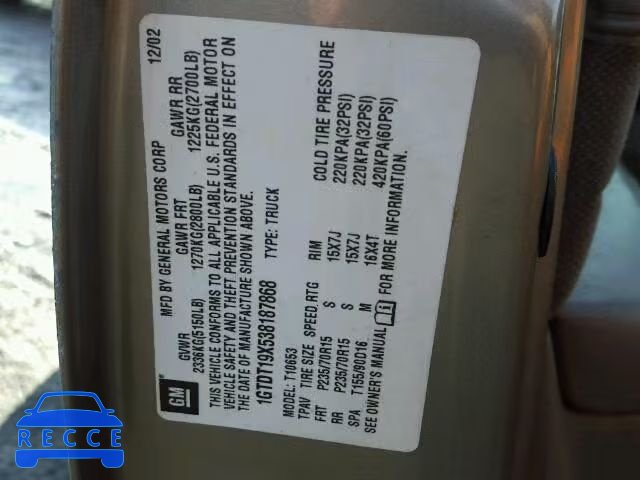 MFD BY GENERAL MOTORS CORP 12/02
GVWR GAWR FRT GAWR RR
2336KG(5150LB) 1270KG(2800LB) 1225KG(2700LB)
THIS VEHICLE CONFORMS TO ALL APPLICABLE U.S. FEDERAL MOTOR
VEHICLE SAFETY AND THEFT PREVENTION STANDARDS IN EFFECT ON
THE DATE OF MANUFACTURE SHOWN ABOVE.
1GTDT19X538187868 TYPE: TRUCK
MODEL: T10653
TPAV TIRE SIZE SPEED RTG RIM COLD TIRE PRESSURE
FRT P235/70R15 S 15X7J 220KPA(32PSI)
RR P235/70R15 S 15X7J 220KPA(32PSI)
SPA T155/90D16 M 16X4T 420KPA(60PSI)
SEE OWNER'S MANUAL FOR MORE INFORMATION.
GM
RECCE